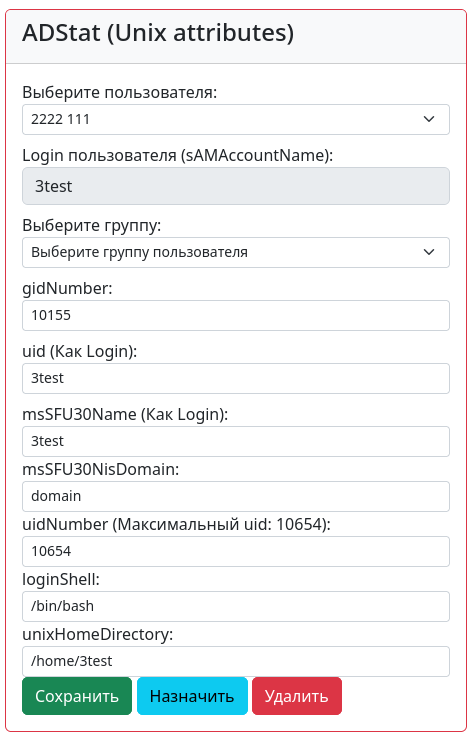 ADStat (Unix attributes)
Выберите пользователя:
2222 111
Login пользователя (sAMAccountName):
3test
Выберите группу:
Выберите группу пользователя
gidNumber:
10155
uid (Как Login):
3test
msSFU30Name (Как Login):
3test
msSFU30NisDomain:
domain
uidNumber (Максимальный uid: 10654):
10654
loginShell:
/bin/bash
unixHomeDirectory:
/home/3test
Сохранить Назначить Удалить